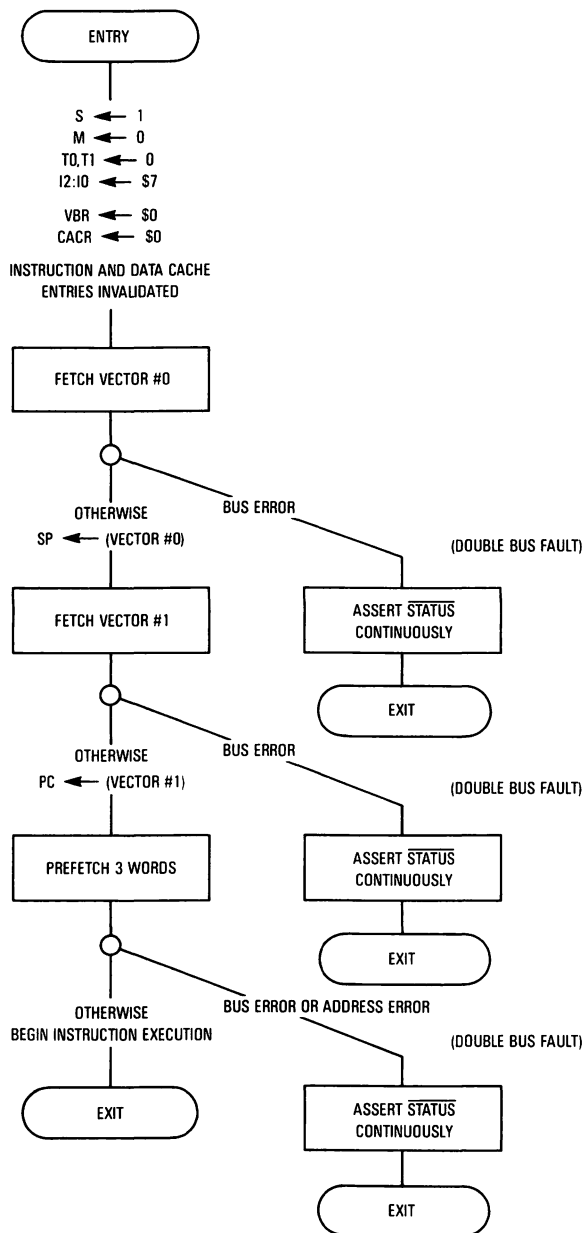 ENTRY
S ← 1
M ← 0
T0,T1 ← 0
I2:I0 ← $7
VBR ← $0
CACR ← $0
INSTRUCTION AND DATA CACHE
ENTRIES INVALIDATED
FETCH VECTOR #0
BUS ERROR
OTHERWISE
SP ← (VECTOR #0)
(DOUBLE BUS FAULT)
ASSERT S̅T̅A̅T̅U̅S̅
CONTINUOUSLY
EXIT
FETCH VECTOR #1
BUS ERROR
OTHERWISE
PC ← (VECTOR #1)
(DOUBLE BUS FAULT)
ASSERT S̅T̅A̅T̅U̅S̅
CONTINUOUSLY
EXIT
PREFETCH 3 WORDS
BUS ERROR OR ADDRESS ERROR
OTHERWISE
BEGIN INSTRUCTION EXECUTION
EXIT
(DOUBLE BUS FAULT)
ASSERT S̅T̅A̅T̅U̅S̅
CONTINUOUSLY
EXIT